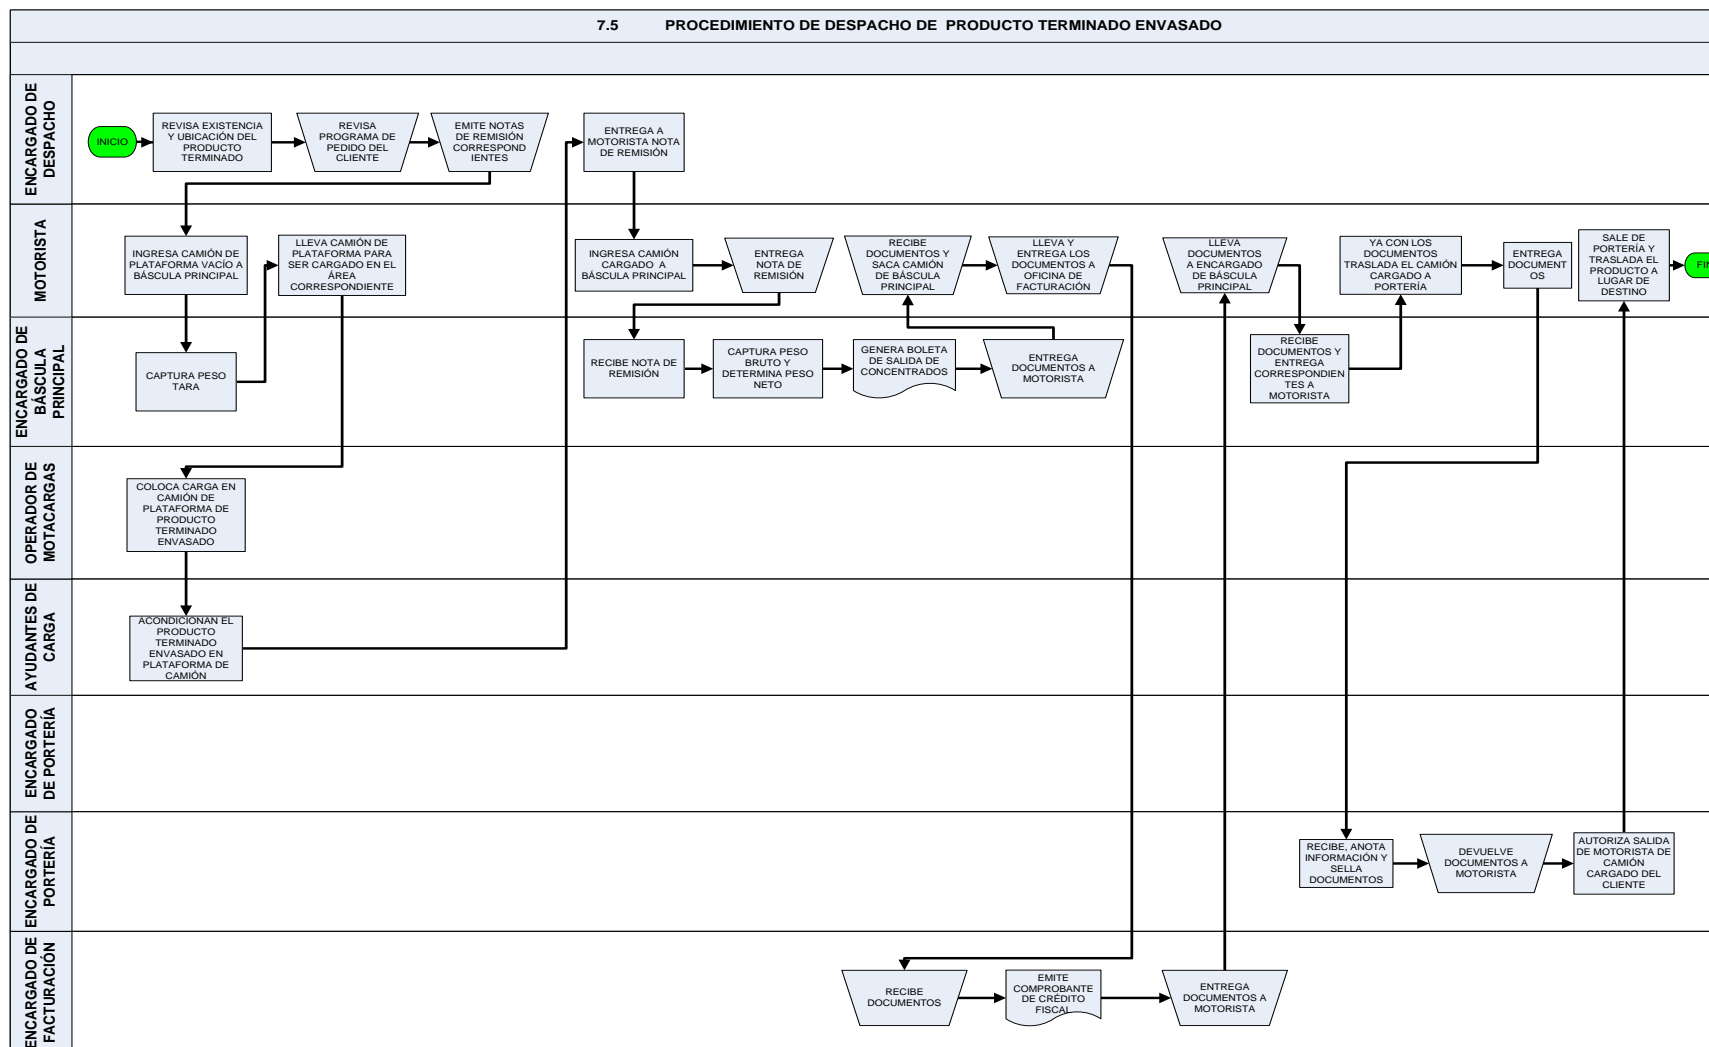 7.5 PROCEDIMIENTO DE DESPACHO DE PRODUCTO TERMINADO ENVASADO
ENCARGADO DE
DESPACHO
INICIO
REVISA EXISTENCIA
Y UBICACIÓN DEL
PRODUCTO
TERMINADO
REVISA
PROGRAMA DE
PEDIDO DEL
CLIENTE
EMITE NOTAS
DE REMISIÓN
CORRESPOND
IENTES
ENTREGA A
MOTORISTA NOTA
DE REMISIÓN
MOTORISTA
INGRESA CAMIÓN DE
PLATAFORMA VACÍO A
BÁSCULA PRINCIPAL
LLEVA CAMIÓN DE
PLATAFORMA PARA
SER CARGADO EN EL
ÁREA
CORRESPONDIENTE
INGRESA CAMIÓN
CARGADO A
BÁSCULA PRINCIPAL
ENTREGA
NOTA DE
REMISIÓN
RECIBE
DOCUMENTOS Y
SACA CAMIÓN
DE BÁSCULA
PRINCIPAL
LLEVA Y
ENTREGA LOS
DOCUMENTOS A
OFICINA DE
FACTURACIÓN
LLEVA
DOCUMENTOS
A ENCARGADO
DE BÁSCULA
PRINCIPAL
YA CON LOS
DOCUMENTOS
TRASLADA EL CAMIÓN
CARGADO A
PORTERÍA
ENTREGA
DOCUMENT
OS
SALE DE
PORTERÍA Y
TRASLADA EL
PRODUCTO A
LUGAR DE
DESTINO
FI
ENCARGADO DE
BÁSCULA
PRINCIPAL
CAPTURA PESO
TARA
RECIBE NOTA DE
REMISIÓN
CAPTURA PESO
BRUTO Y
DETERMINA PESO
NETO
GENERA BOLETA
DE SALIDA DE
CONCENTRADOS
ENTREGA
DOCUMENTOS A
MOTORISTA
RECIBE
DOCUMENTOS Y
ENTREGA
CORRESPONDIEN
TES A
MOTORISTA
OPERADOR DE
MOTACARGAS
COLOCA CARGA EN
CAMIÓN DE
PLATAFORMA DE
PRODUCTO
TERMINADO
ENVASADO
AYUDANTES DE
CARGA
ACONDICIONAN EL
PRODUCTO
TERMINADO
ENVASADO EN
PLATAFORMA DE
CAMIÓN
ENCARGADO
DE PORTERÍA
ENCARGADO DE
PORTERÍA
RECIBE, ANOTA
INFORMACIÓN Y
SELLA
DOCUMENTOS
DEVUELVE
DOCUMENTOS A
MOTORISTA
AUTORIZA SALIDA
DE MOTORISTA DE
CAMIÓN
CARGADO DEL
CLIENTE
ENCARGADO DE
FACTURACIÓN
RECIBE
DOCUMENTOS
EMITE
COMPROBANTE
DE CRÉDITO
FISCAL
ENTREGA
DOCUMENTOS A
MOTORISTA